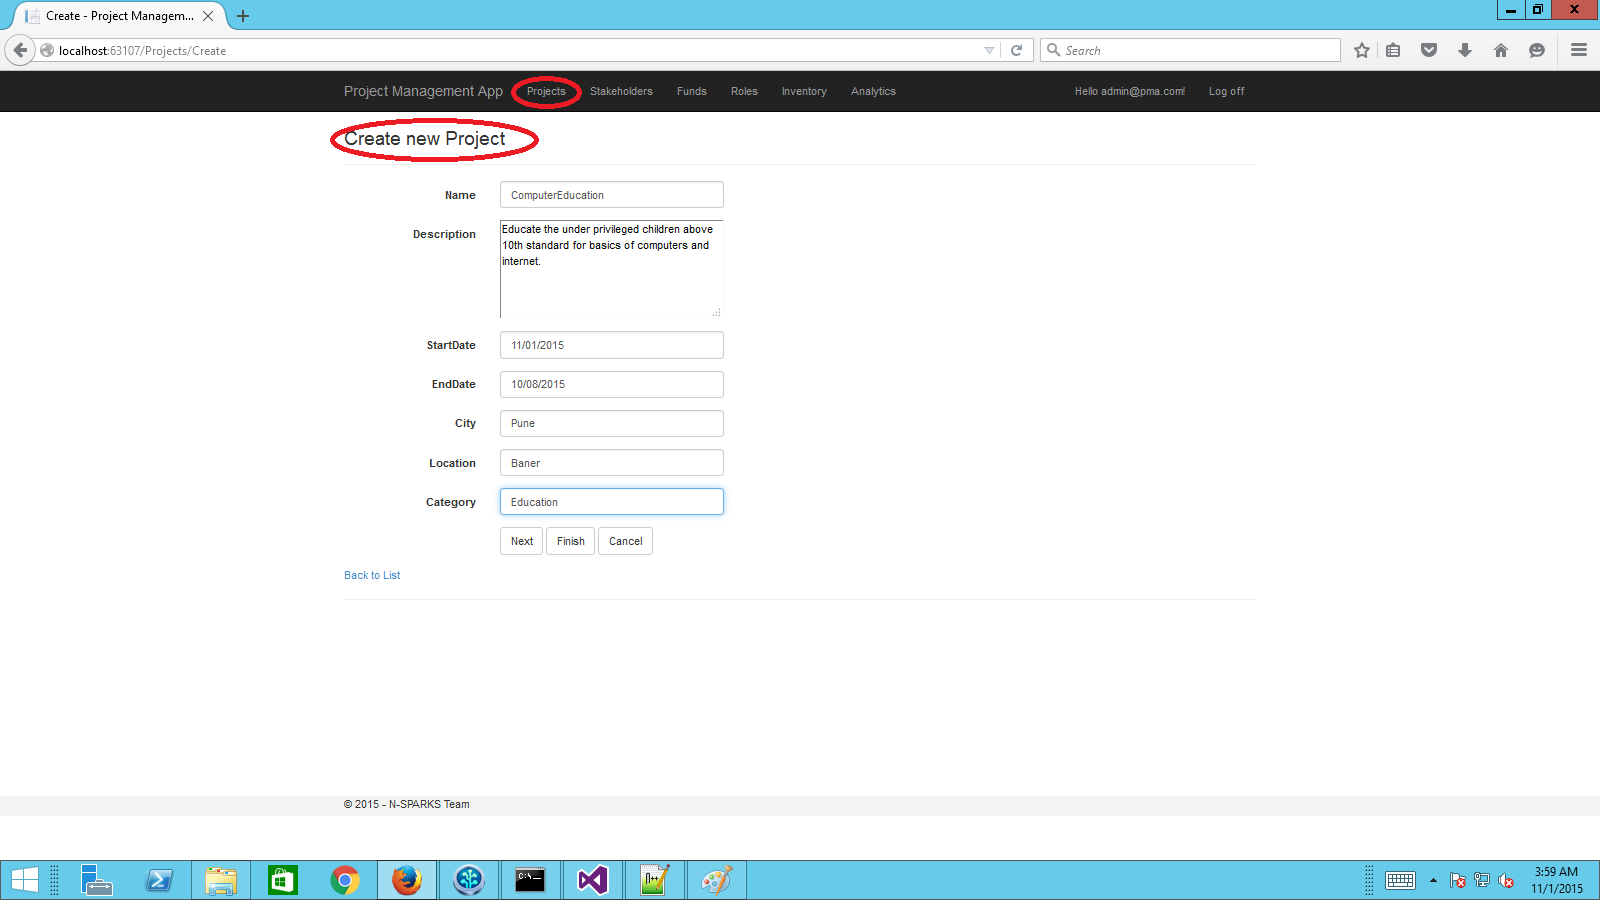 Create - Project Managem...
localhost:63107/Projects/Create
Search
Project Management App Projects Stakeholders Funds Roles Inventory Analytics Hello admin@pma.com! Log off
Create new Project
Name ComputerEducation
Description Educate the under privileged children above
10th standard for basics of computers and
internet.
StartDate 11/01/2015
EndDate 10/08/2015
City Pune
Location Baner
Category Education
Next Finish Cancel
Back to List
© 2015 - N-SPARKS Team
3:59 AM
11/1/2015